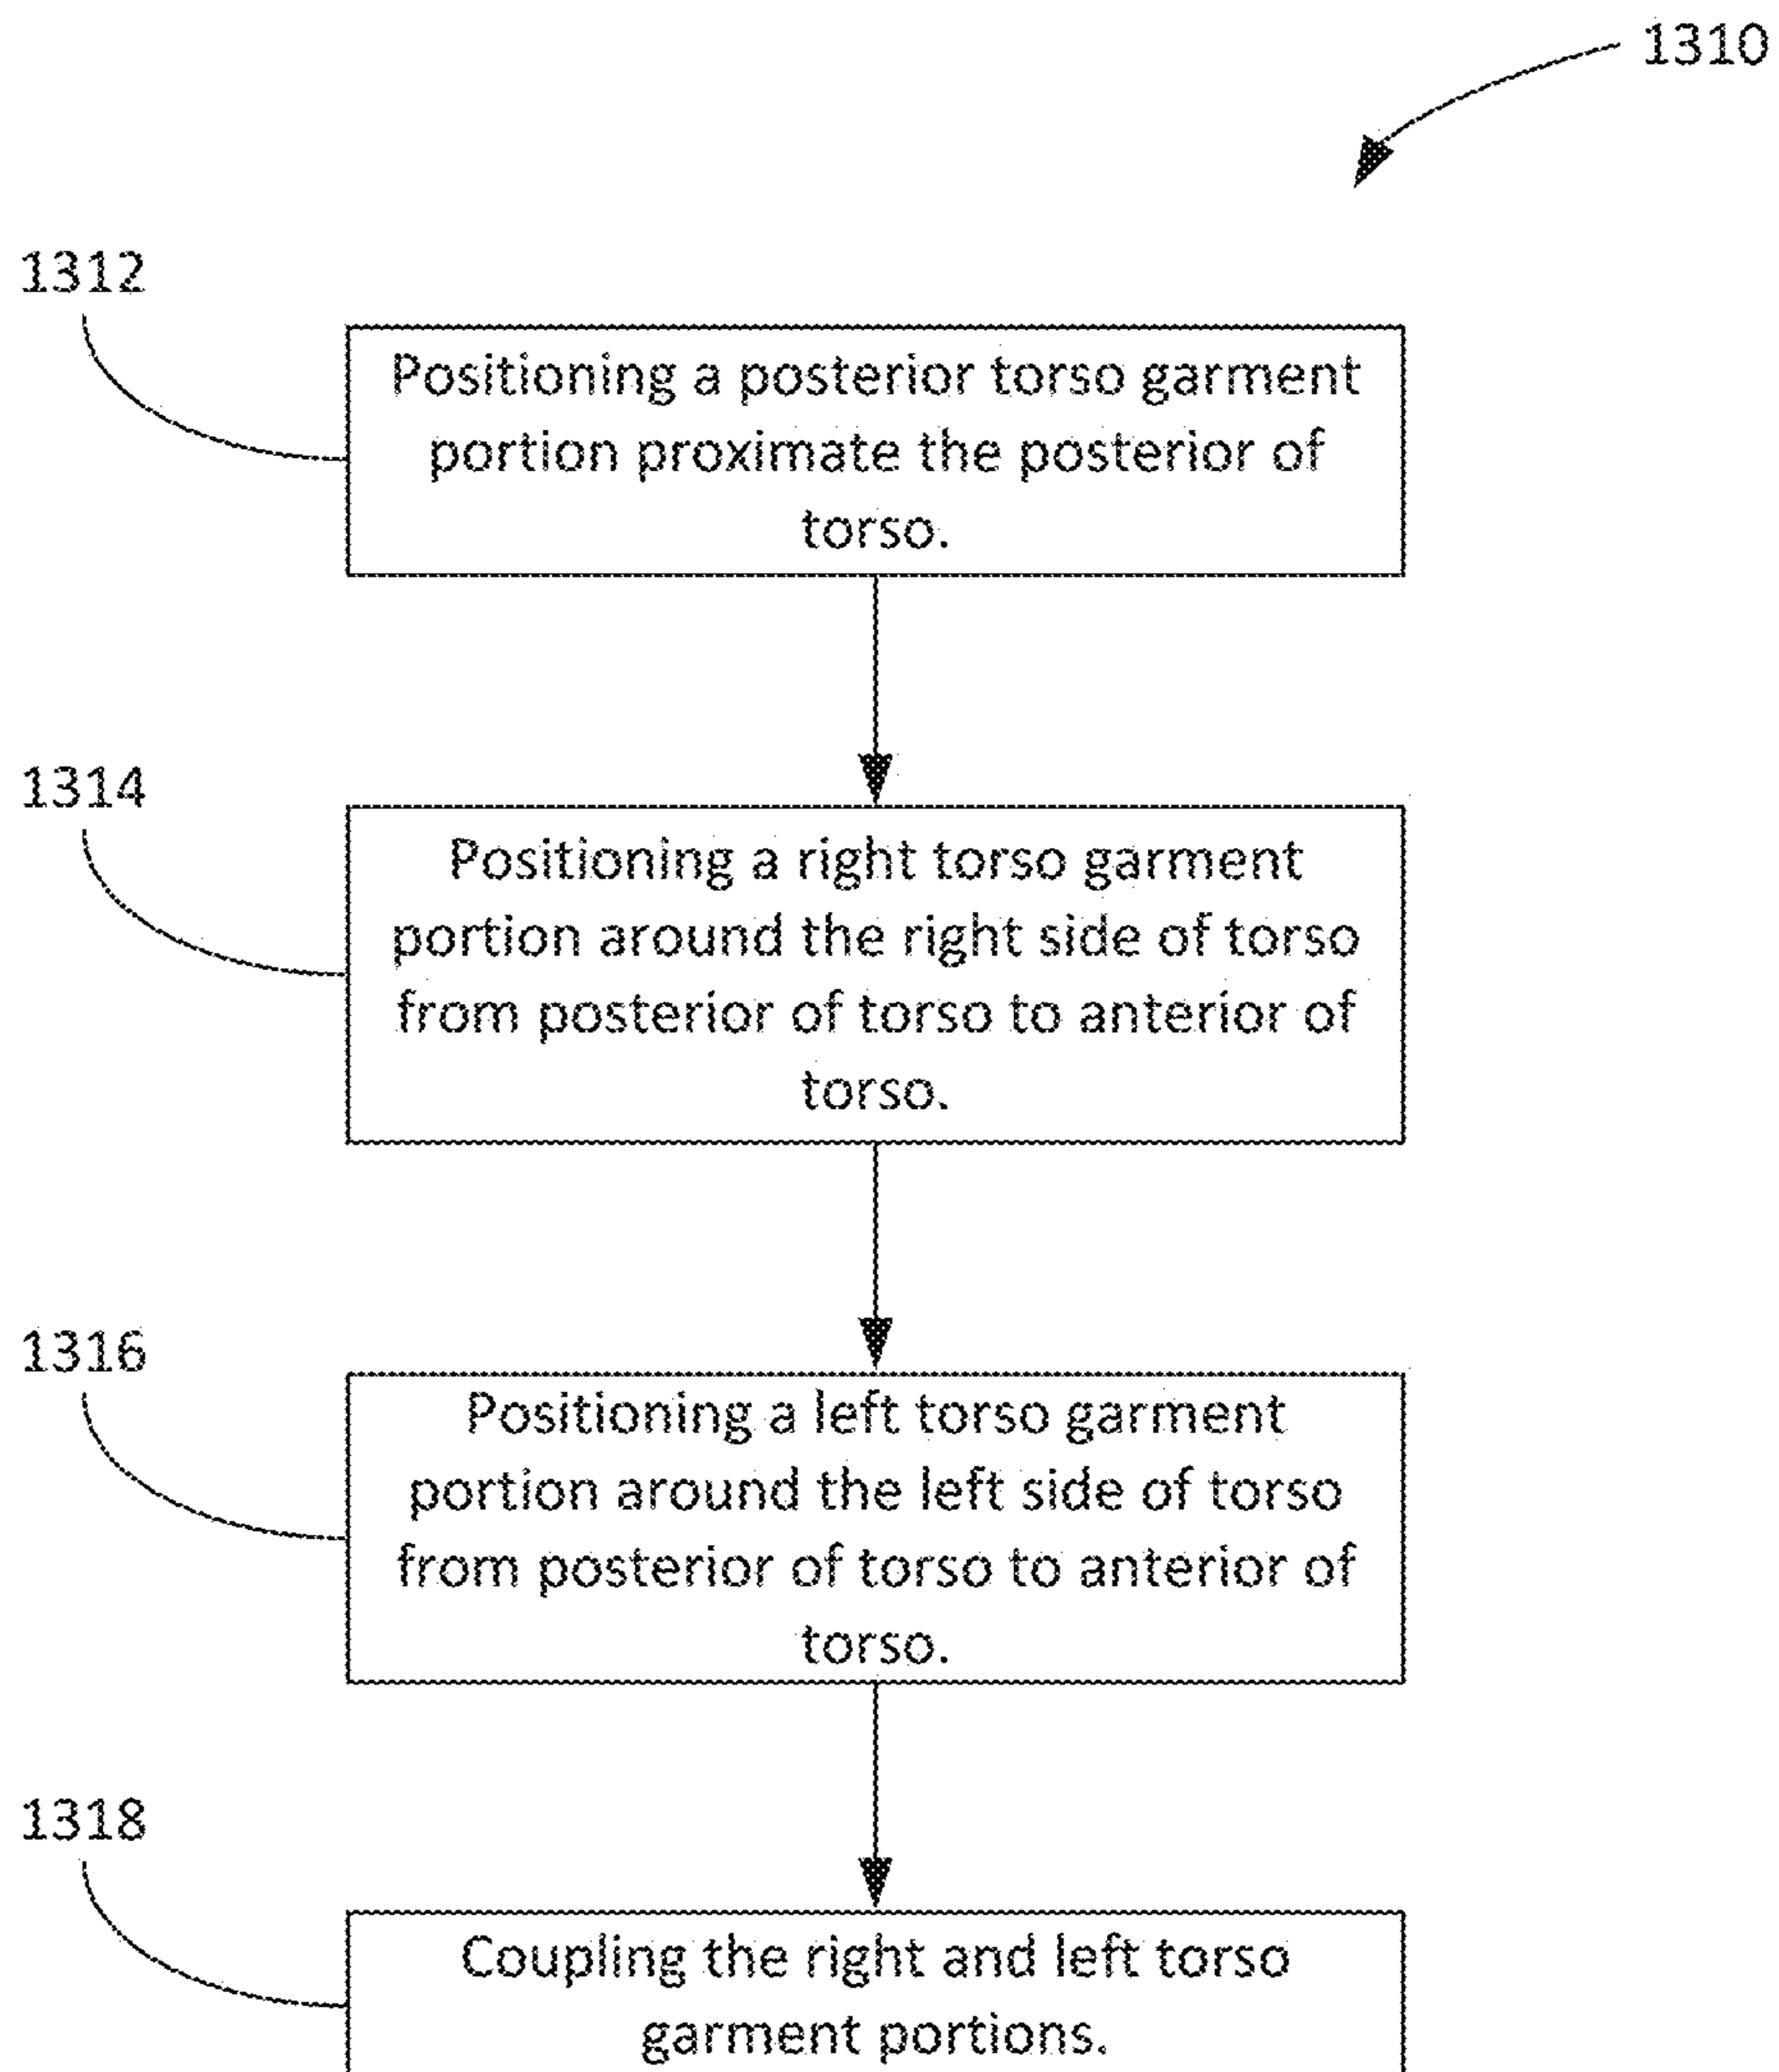 1310
1312
Positioning a posterior torso garment
portion proximate the posterior of
torso.
1314
Positioning a right torso garment
portion around the right side of torso
from posterior of torso to anterior of
torso.
1316
Positioning a left torso garment
portion around the left side of torso
from posterior of torso to anterior of
torso.
1318
Coupling the right and left torso
garment portions.